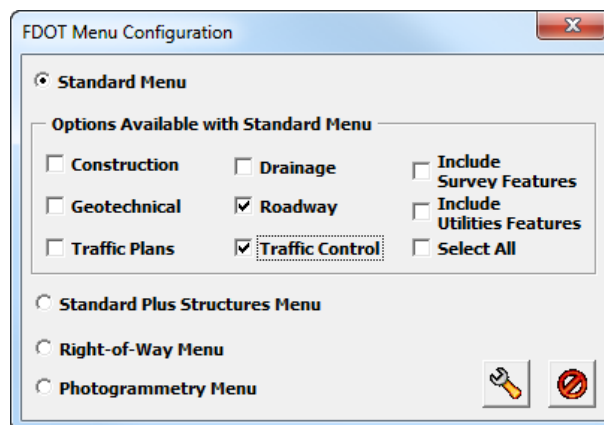 FDOT Menu Configuration
Standard Menu
Options Available with Standard Menu
Construction
Drainage
Include
Survey Features
Geotechnical
Roadway
Include
Utilities Features
Traffic Plans
Traffic Control
Select All
Standard Plus Structures Menu
Right-of-Way Menu
Photogrammetry Menu